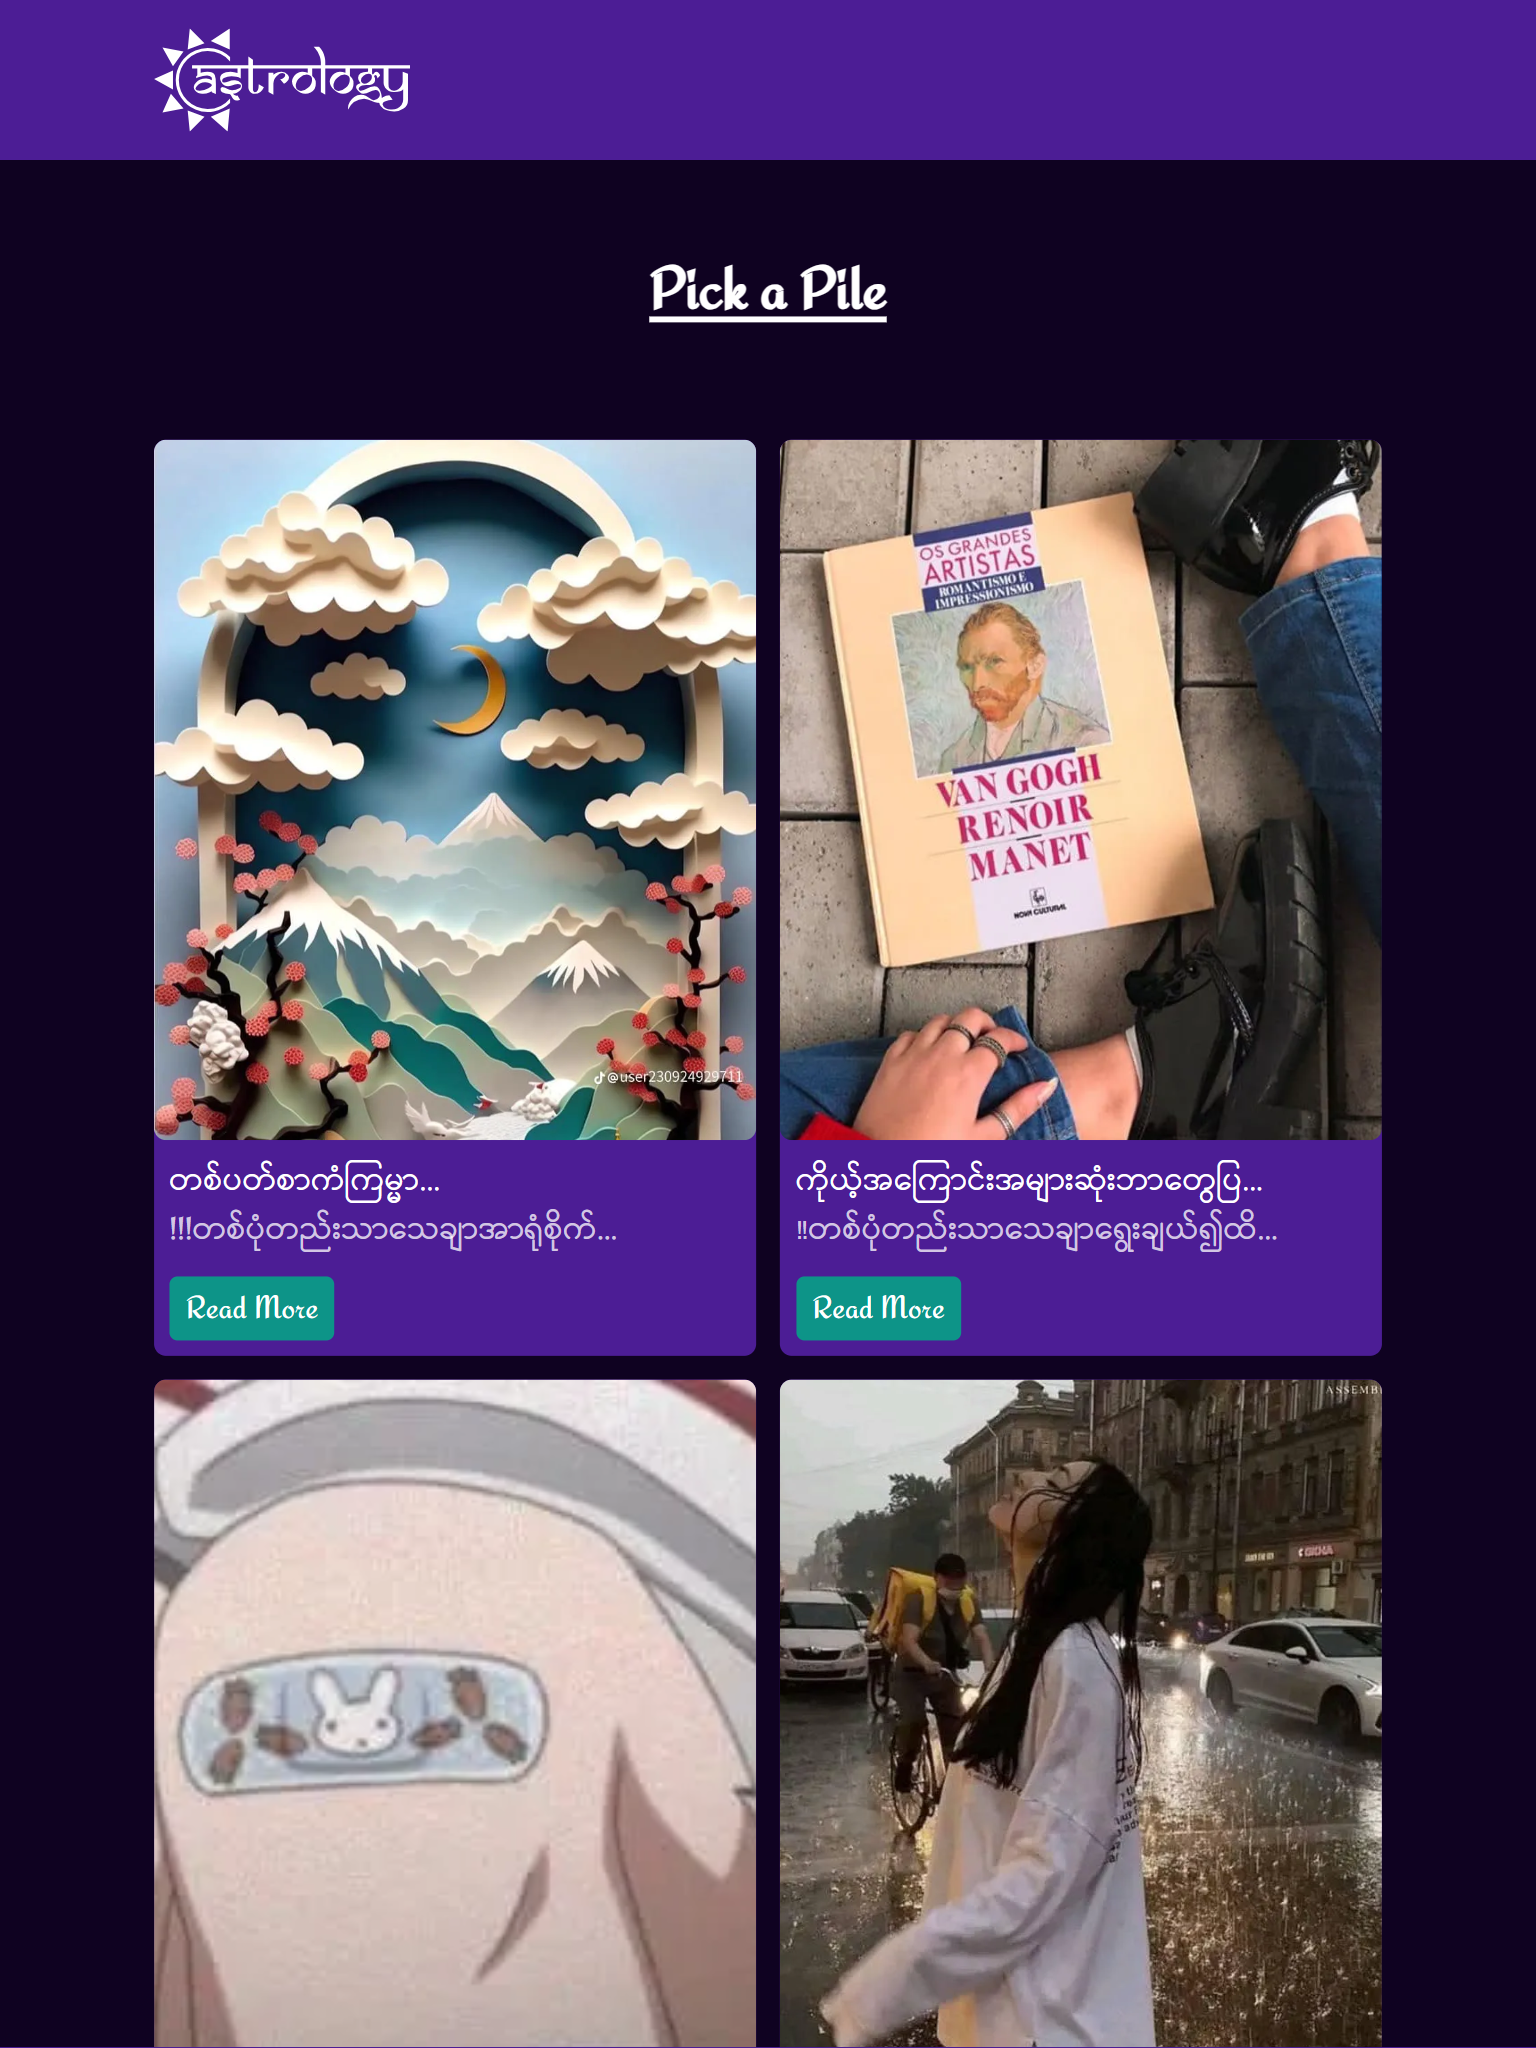 astrology
Pick a Pile
OS GRANDES
ARTISTAS
ROMANTISMO E
IMPRESSIONISMO
VAN GOGH
RENOIR
MANET
NOVA CULTURAL
@user230924929711
တစ်ပတ်စာကံကြမ္မာ...
!!!တစ်ပုံတည်းသာသေချာအာရုံစိုက်...
Read More
ကိုယ့်အကြောင်းအများဆုံးဘာတွေပြ...
!!တစ်ပုံတည်းသာသေချာရွေးချယ်၍ထိ...
Read More
ASSEMB